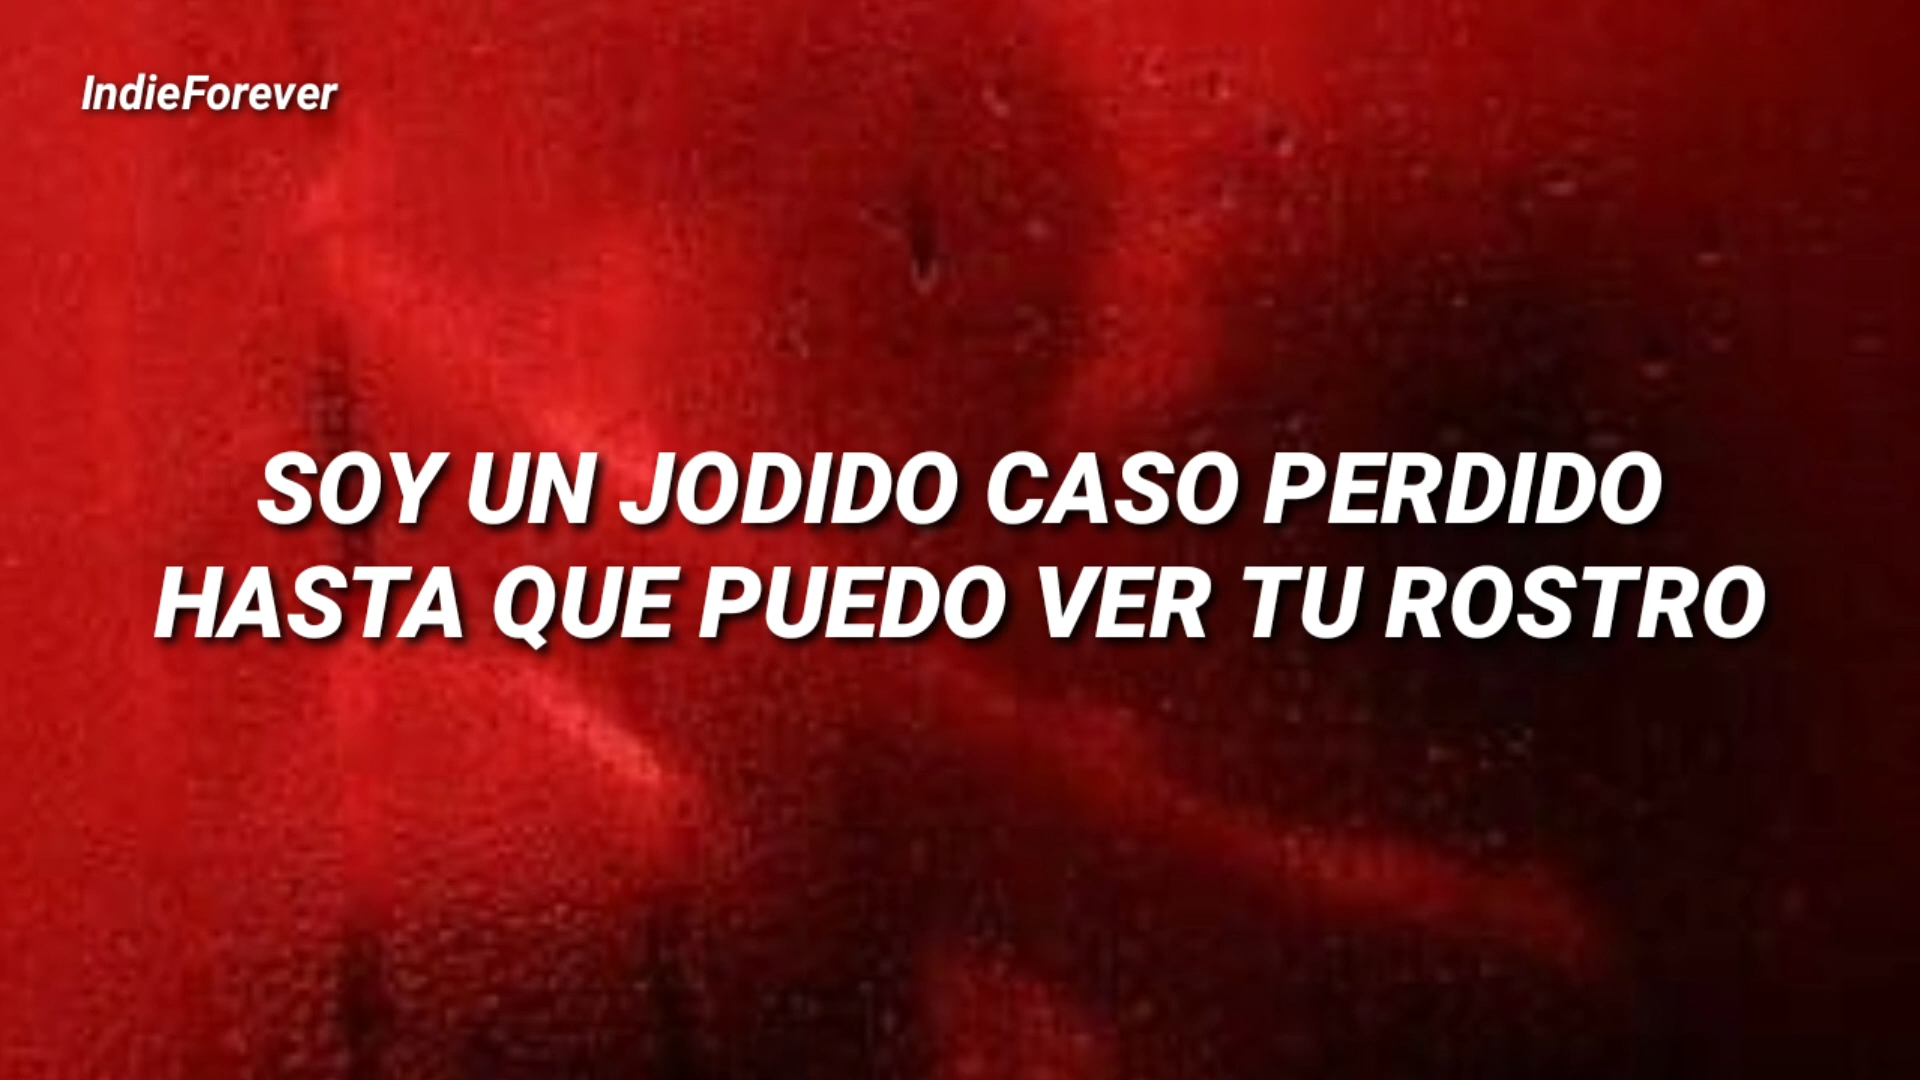 IndieForever
SOY UN JODIDO CASO PERDIDO
HASTA QUE PUEDO VER TU ROSTRO